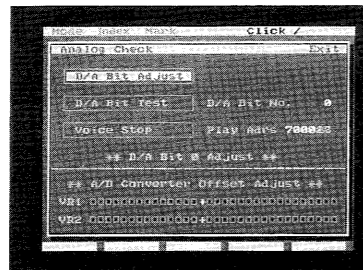 Mode Index Mark Click /
Analog Check Exit
D/A Bit Adjust
D/A Bit Test D/A Bit No. 0
Voice Stop Play Adrs 700022
** D/A Bit 0 Adjust **
** A/D Converter Offset Adjust **
VR1
VR2